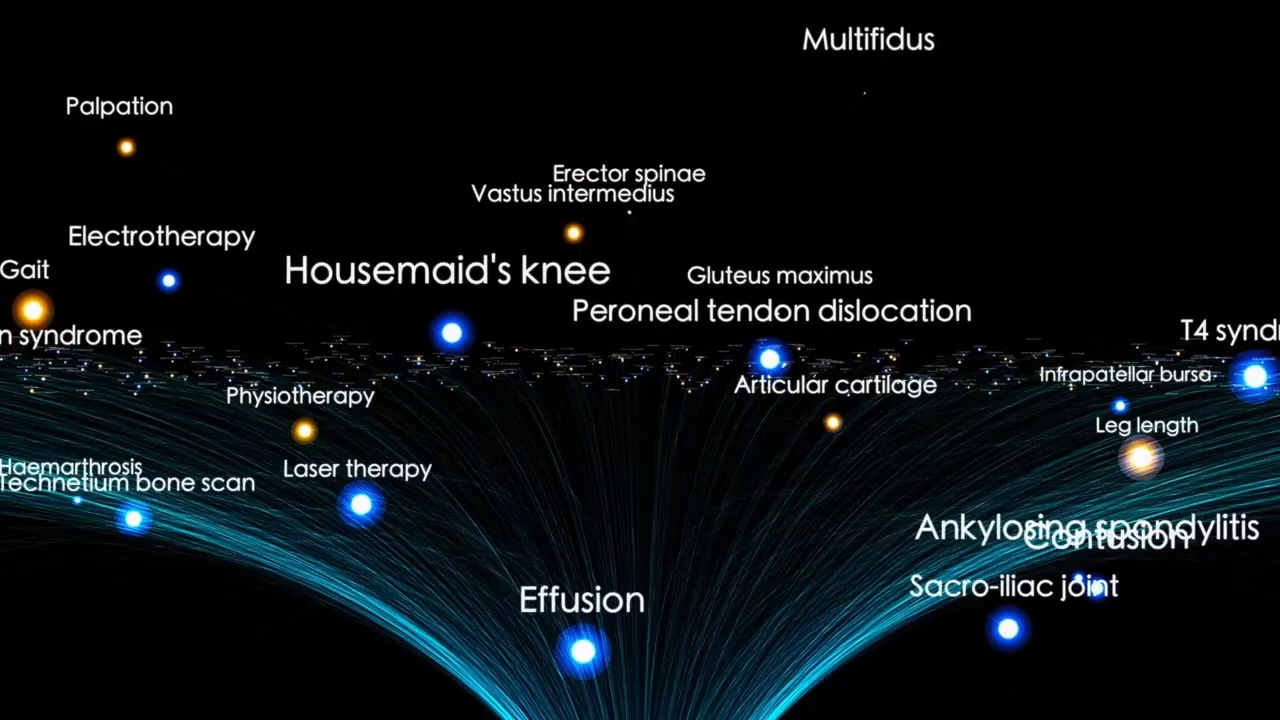 Multifidus
Palpation
Erector spinae
Vastus intermedius
Electrotherapy
Gait
Housemaid's knee
Gluteus maximus
Peroneal tendon dislocation
n syndrome
T4 synd
Infrapatellar bursa
Articular cartilage
Physiotherapy
Leg length
Haemarthrosis
Laser therapy
Technetium bone scan
Ankylosing spondylitis
Contusion
Sacro-iliac joint
Effusion